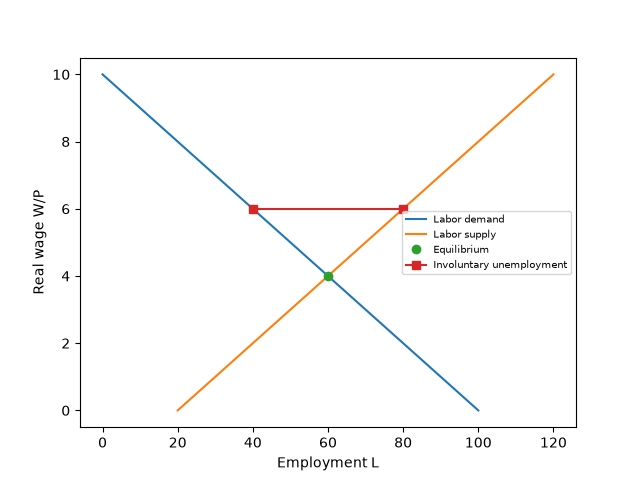 10
8
6
4
2
0
Real wage W/P
Labor demand
Labor supply
Equilibrium
Involuntary unemployment
0 20 40 60 80 100 120
Employment L